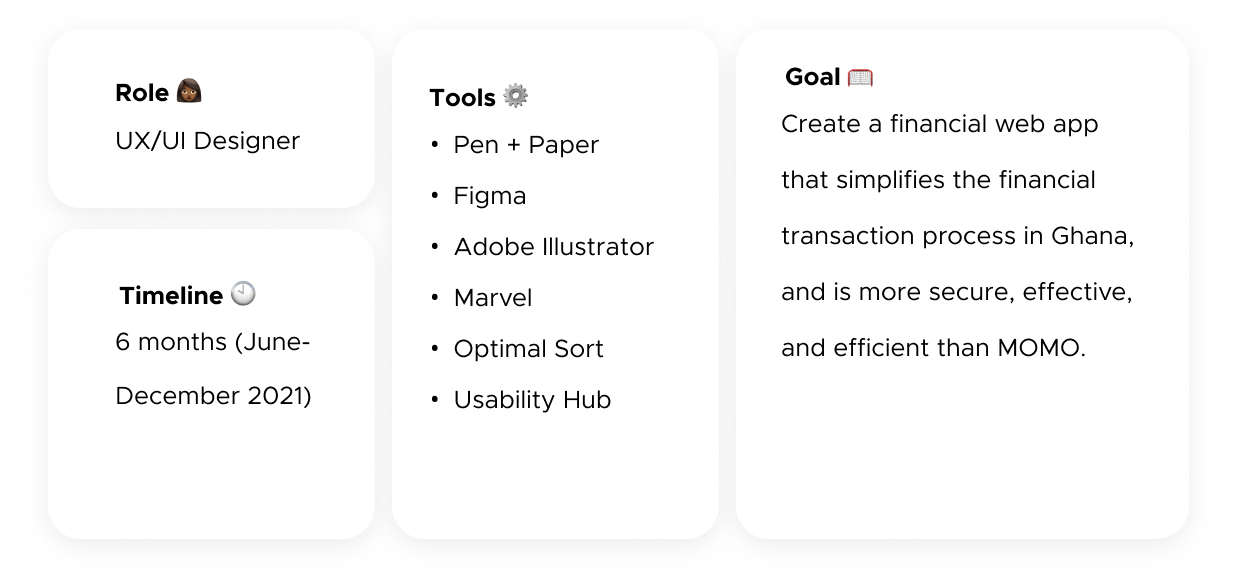 Role 👩🏾
UX/UI Designer
Timeline 🕙
6 months (June-
December 2021)
Tools ⚙️
• Pen + Paper
• Figma
• Adobe Illustrator
• Marvel
• Optimal Sort
• Usability Hub
Goal 🥅
Create a financial web app
that simplifies the financial
transaction process in Ghana,
and is more secure, effective,
and efficient than MOMO.